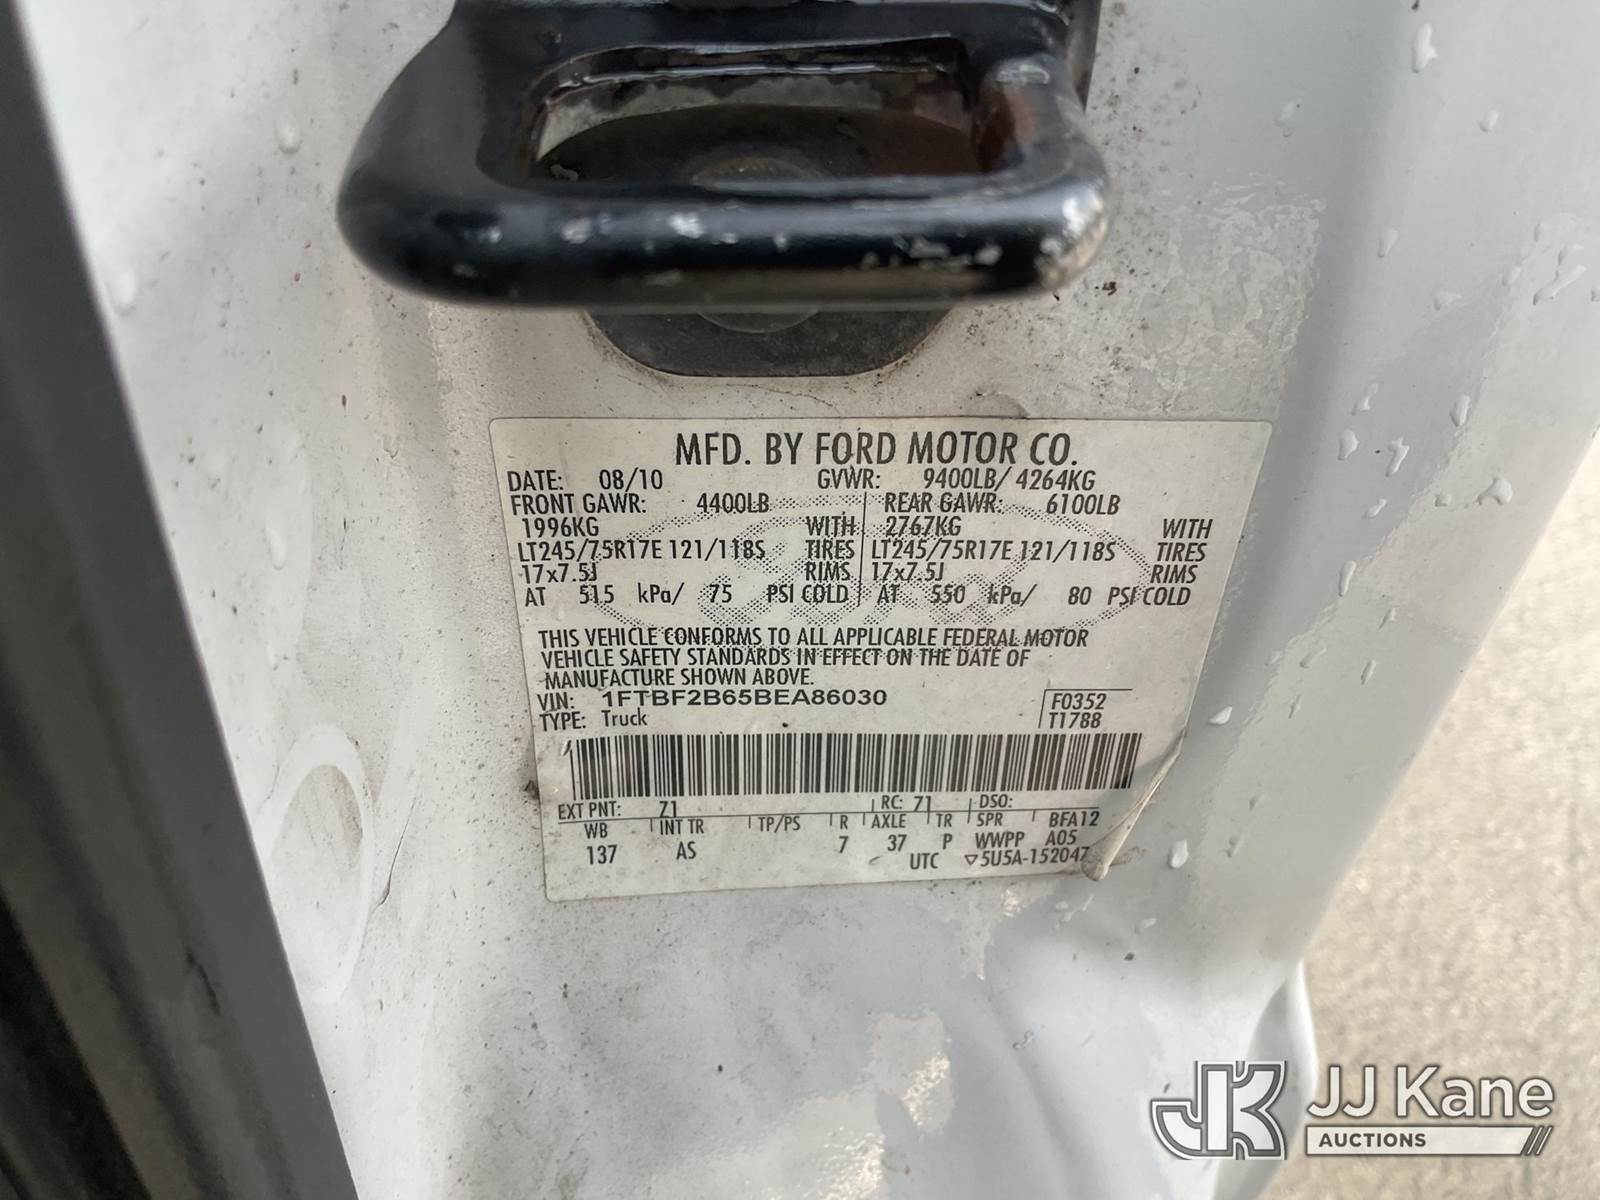 MFD. BY FORD MOTOR CO.
DATE: 08/10 GVWR: 9400LB/ 4264KG
FRONT GAWR: 4400LB REAR GAWR: 6100LB
1996KG WITH 2767KG WITH
LT245/75R17E 121/118S TIRES LT245/75R17E 121/118S TIRES
17x7.5J RIMS 17x7.5J RIMS
AT 515 kPa/ 75 PSI COLD AT 550 kPa/ 80 PSI COLD
THIS VEHICLE CONFORMS TO ALL APPLICABLE FEDERAL MOTOR
VEHICLE SAFETY STANDARDS IN EFFECT ON THE DATE OF
MANUFACTURE SHOWN ABOVE.
VIN: 1FTBF2B65BEA86030 F0352
TYPE: Truck T1788
EXT PNT: Z1 RC: 71 DSO:
WB INT TR TP/PS R AXLE TR SPR BFA12
137 AS 7 37 P WWPP A05
UTC ▽5U5A-152047
JK JJ Kane
AUCTIONS